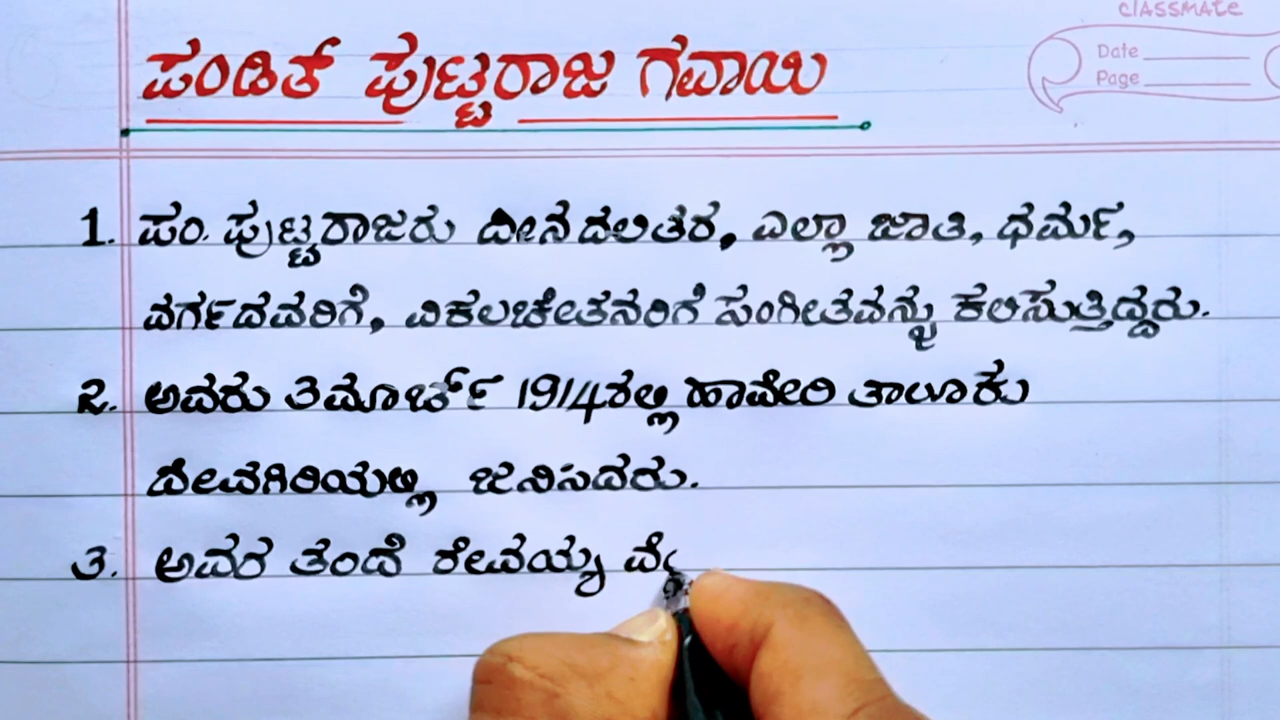 classmate
Date
Page
ಪಂಡಿತ್ ಪುಟ್ಟರಾಜ ಗವಾಯಿ
1. ಪಂ. ಪುಟ್ಟರಾಜರು ದೀನ ದಲಿತರ, ಎಲ್ಲಾ ಜಾತಿ, ಧರ್ಮ,
ವರ್ಗದವರಿಗೆ, ವಿಕಲಚೇತನರಿಗೆ ಸಂಗೀತವನ್ನು ಕಲಿಸುತ್ತಿದ್ದರು.
2. ಅವರು 3 ಮಾರ್ಚ್ 1914ರಲ್ಲಿ ಹಾವೇರಿ ತಾಲೂಕು
ದೇವಗಿರಿಯಲ್ಲಿ ಜನಿಸಿದರು.
3. ಅವರ ತಂದೆ ರೇವಯ್ಯ